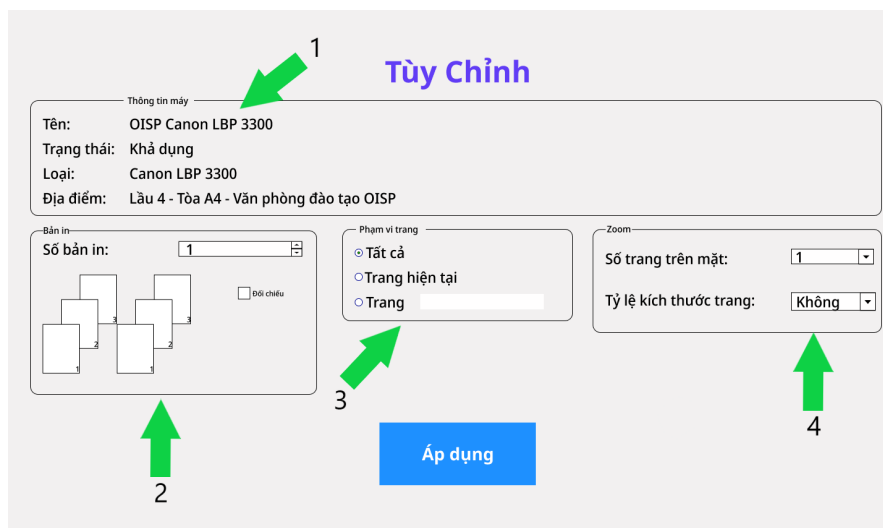 1
Tùy Chỉnh
Thông tin máy
Tên: OISP Canon LBP 3300
Trạng thái: Khả dụng
Loại: Canon LBP 3300
Địa điểm: Lầu 4 - Tòa A4 - Văn phòng đào tạo OISP
Bản in
Số bản in: 1
Đối chiếu
3 3
2 2
1 1
2
Phạm vi trang
Tất cả
Trang hiện tại
Trang
3
Zoom
Số trang trên mặt: 1
Tỷ lệ kích thước trang: Không
4
Áp dụng